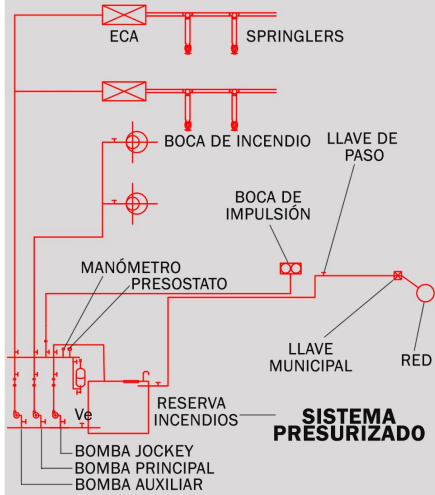 ECA
SPRINGLERS
BOCA DE INCENDIO
LLAVE DE
PASO
BOCA DE
IMPULSIÓN
MANÓMETRO
PRESOSTATO
LLAVE
MUNICIPAL
RED
Ve
RESERVA
INCENDIOS
SISTEMA
PRESURIZADO
BOMBA JOCKEY
BOMBA PRINCIPAL
BOMBA AUXILIAR